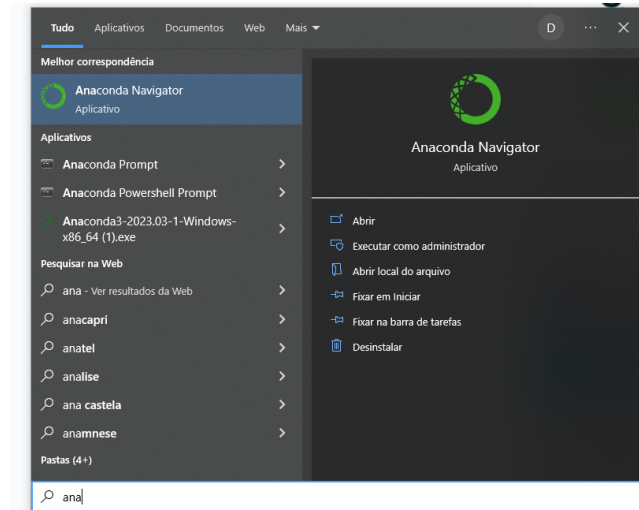 Tudo Aplicativos Documentos Web Mais D ...
Melhor correspondência
Anaconda Navigator
Aplicativo
Aplicativos
Anaconda Prompt
Anaconda Powershell Prompt
Anaconda3-2023.03-1-Windows-
x86_64 (1).exe
Pesquisar na Web
ana - Ver resultados da Web
anacapri
anatel
analise
ana castela
anamnese
Pastas (4+)
ana
Anaconda Navigator
Aplicativo
Abrir
Executar como administrador
Abrir local do arquivo
Fixar em Iniciar
Fixar na barra de tarefas
Desinstalar